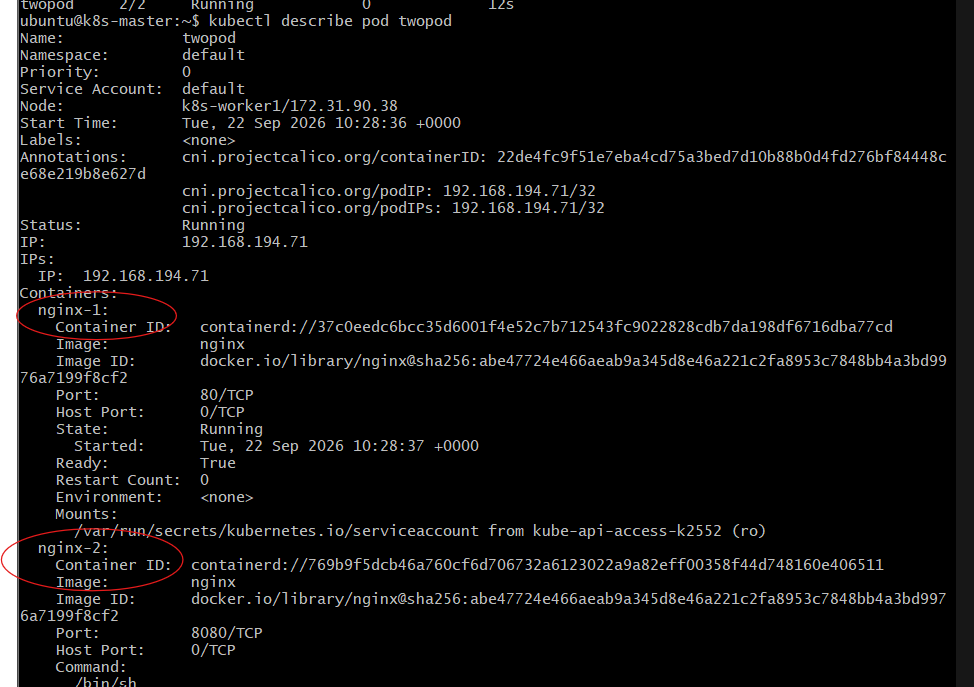 twopod 2/2 Running 0 12s
ubuntu@k8s-master:~$ kubectl describe pod twopod
Name: twopod
Namespace: default
Priority: 0
Service Account: default
Node: k8s-worker1/172.31.90.38
Start Time: Tue, 22 Sep 2026 10:28:36 +0000
Labels: <none>
Annotations: cni.projectcalico.org/containerID: 22de4fc9f51e7eba4cd75a3bed7d10b88b0d4fd276bf84448c
e68e219b8e627d
cni.projectcalico.org/podIP: 192.168.194.71/32
cni.projectcalico.org/podIPs: 192.168.194.71/32
Status: Running
IP: 192.168.194.71
IPs:
IP: 192.168.194.71
Containers:
nginx-1:
Container ID: containerd://37c0eedc6bcc35d6001f4e52c7b712543fc9022828cdb7da198df6716dba77cd
Image: nginx
Image ID: docker.io/library/nginx@sha256:abe47724e466aeab9a345d8e46a221c2fa8953c7848bb4a3bd99
76a7199f8cf2
Port: 80/TCP
Host Port: 0/TCP
State: Running
Started: Tue, 22 Sep 2026 10:28:37 +0000
Ready: True
Restart Count: 0
Environment: <none>
Mounts:
/var/run/secrets/kubernetes.io/serviceaccount from kube-api-access-k2552 (ro)
nginx-2:
Container ID: containerd://769b9f5dcb46a760cf6d706732a6123022a9a82eff00358f44d748160e406511
Image: nginx
Image ID: docker.io/library/nginx@sha256:abe47724e466aeab9a345d8e46a221c2fa8953c7848bb4a3bd997
6a7199f8cf2
Port: 8080/TCP
Host Port: 0/TCP
Command:
/bin/sh